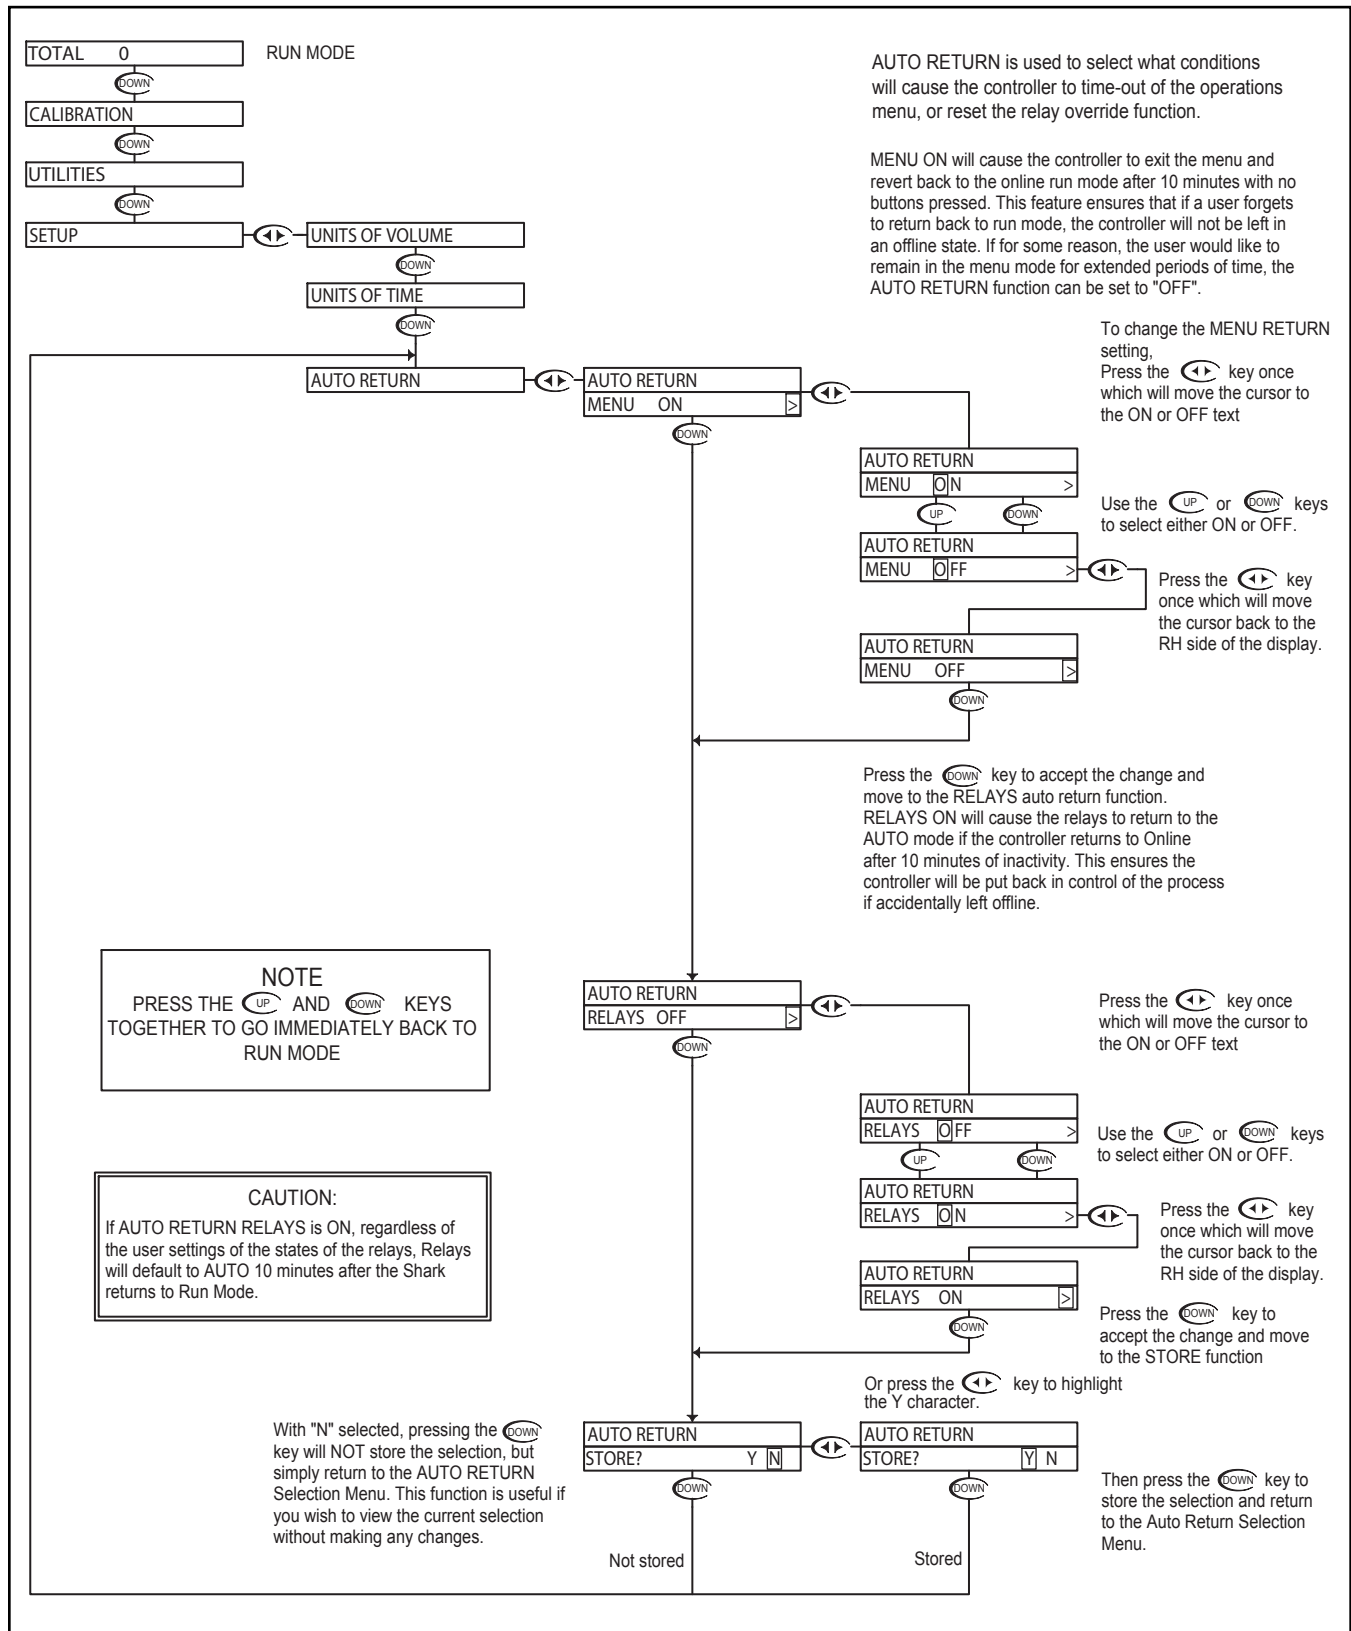 TOTAL 0
RUN MODE
DOWN
CALIBRATION
DOWN
UTILITIES
DOWN
SETUP
UNITS OF VOLUME
DOWN
UNITS OF TIME
DOWN
AUTO RETURN
AUTO RETURN
MENU ON >
DOWN
AUTO RETURN is used to select what conditions
will cause the controller to time-out of the operations
menu, or reset the relay override function.
MENU ON will cause the controller to exit the menu and
revert back to the online run mode after 10 minutes with no
buttons pressed. This feature ensures that if a user forgets
to return back to run mode, the controller will not be left in
an offline state. If for some reason, the user would like to
remain in the menu mode for extended periods of time, the
AUTO RETURN function can be set to "OFF".
To change the MENU RETURN
setting,
Press the key once
which will move the cursor to
the ON or OFF text
AUTO RETURN
MENU ON >
UP DOWN
Use the UP or DOWN keys
to select either ON or OFF.
AUTO RETURN
MENU OFF >
Press the key
once which will move
the cursor back to the
RH side of the display.
AUTO RETURN
MENU OFF >
DOWN
Press the DOWN key to accept the change and
move to the RELAYS auto return function.
RELAYS ON will cause the relays to return to the
AUTO mode if the controller returns to Online
after 10 minutes of inactivity. This ensures the
controller will be put back in control of the process
if accidentally left offline.
NOTE
PRESS THE UP AND DOWN KEYS
TOGETHER TO GO IMMEDIATELY BACK TO
RUN MODE
AUTO RETURN
RELAYS OFF >
DOWN
Press the key once
which will move the cursor to
the ON or OFF text
AUTO RETURN
RELAYS OFF >
UP DOWN
Use the UP or DOWN keys
to select either ON or OFF.
CAUTION:
If AUTO RETURN RELAYS is ON, regardless of
the user settings of the states of the relays, Relays
will default to AUTO 10 minutes after the Shark
returns to Run Mode.
AUTO RETURN
RELAYS ON >
Press the key
once which will move
the cursor back to the
RH side of the display.
AUTO RETURN
RELAYS ON >
DOWN
Press the DOWN key to
accept the change and move
to the STORE function
Or press the key to highlight
the Y character.
With "N" selected, pressing the DOWN
key will NOT store the selection, but
simply return to the AUTO RETURN
Selection Menu. This function is useful if
you wish to view the current selection
without making any changes.
AUTO RETURN
STORE? Y N
DOWN
Not stored
AUTO RETURN
STORE? Y N
DOWN
Stored
Then press the DOWN key to
store the selection and return
to the Auto Return Selection
Menu.